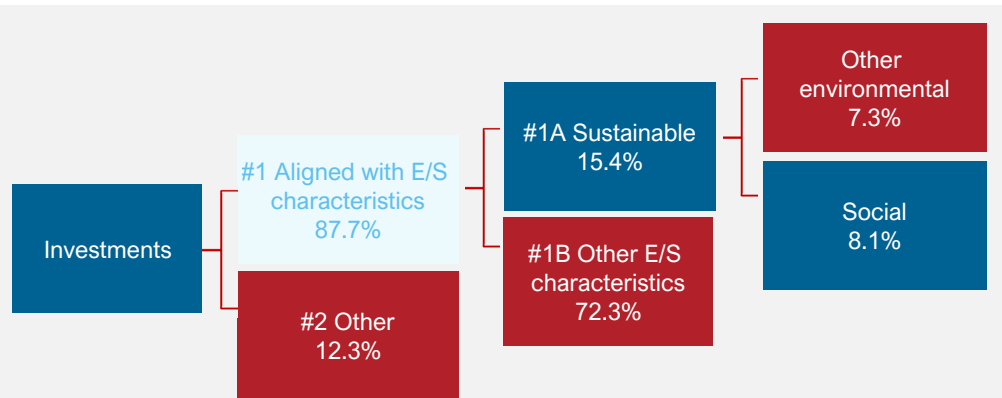 Investments
#1 Aligned with E/S
characteristics
87.7%
#2 Other
12.3%
#1A Sustainable
15.4%
#1B Other E/S
characteristics
72.3%
Other
environmental
7.3%
Social
8.1%